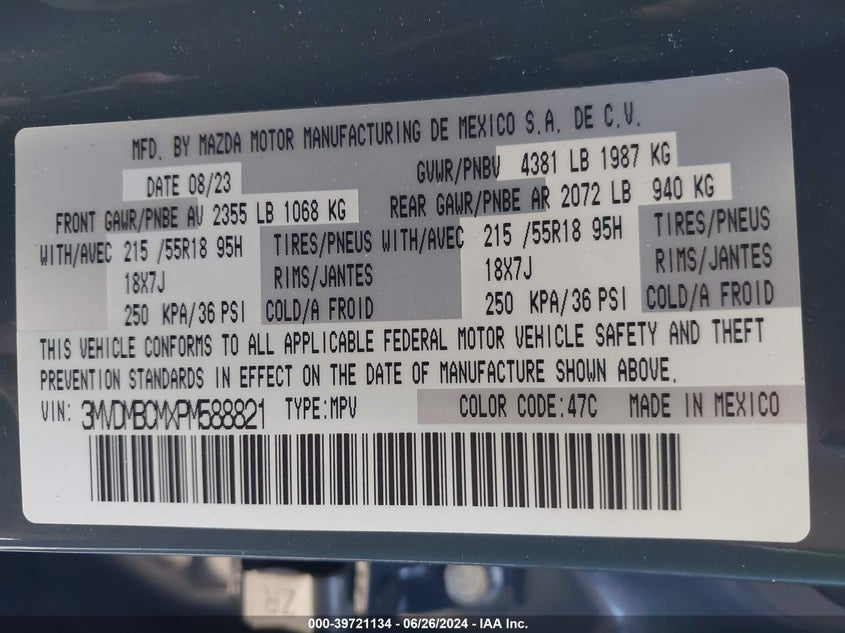 MFD. BY MAZDA MOTOR MANUFACTURING DE MEXICO S.A. DE C.V.
DATE 08/23 GVWR/PNBV 4381 LB 1987 KG
FRONT GAWR/PNBE AV 2355 LB 1068 KG REAR GAWR/PNBE AR 2072 LB 940 KG
WITH/AVEC 215 /55R18 95H TIRES/PNEUS WITH/AVEC 215 /55R18 95H TIRES/PNEUS
18X7J RIMS/JANTES 18X7J RIMS/JANTES
250 KPA/36 PSI COLD/A FROID 250 KPA/36 PSI COLD/A FROID
THIS VEHICLE CONFORMS TO ALL APPLICABLE FEDERAL MOTOR VEHICLE SAFETY AND THEFT
PREVENTION STANDARDS IN EFFECT ON THE DATE OF MANUFACTURE SHOWN ABOVE.
VIN: 3MVDMBCMXPM588821 TYPE:MPV COLOR CODE:47C MADE IN MEXICO
ZR
000-39721134 - 06/26/2024 - IAA Inc.